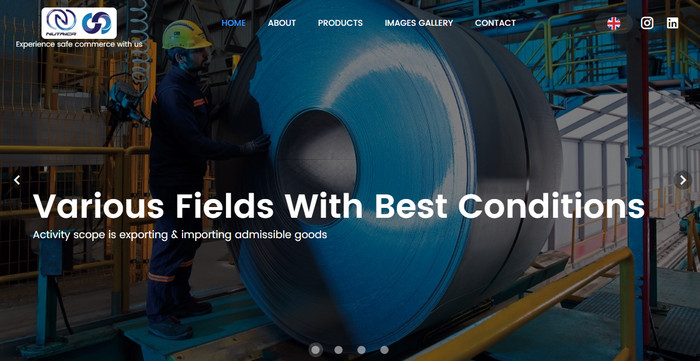 HOME
ABOUT
PRODUCTS
IMAGES GALLERY
CONTACT
Experience safe commerce with us
Various Fields With Best Conditions
Activity scope is exporting & importing admissible goods